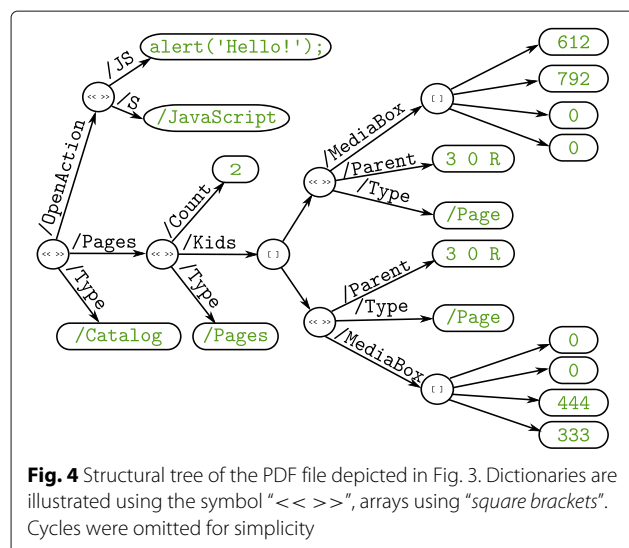 612
/JS
alert('Hello!');
792
<< >>
/S
[ ]
0
/JavaScript
/MediaBox
0
/OpenAction
/Parent
3 0 R
/Count
2
<< >>
/Type
/Page
/Pages
/Kids
<< >>
<< >>
[ ]
/Parent
3 0 R
/Type
/Type
/Type
/Page
<< >>
/Catalog
/Pages
/MediaBox
0
0
[ ]
444
333
Fig. 4 Structural tree of the PDF file depicted in Fig. 3. Dictionaries are
illustrated using the symbol “<< >>”, arrays using “square brackets”.
Cycles were omitted for simplicity